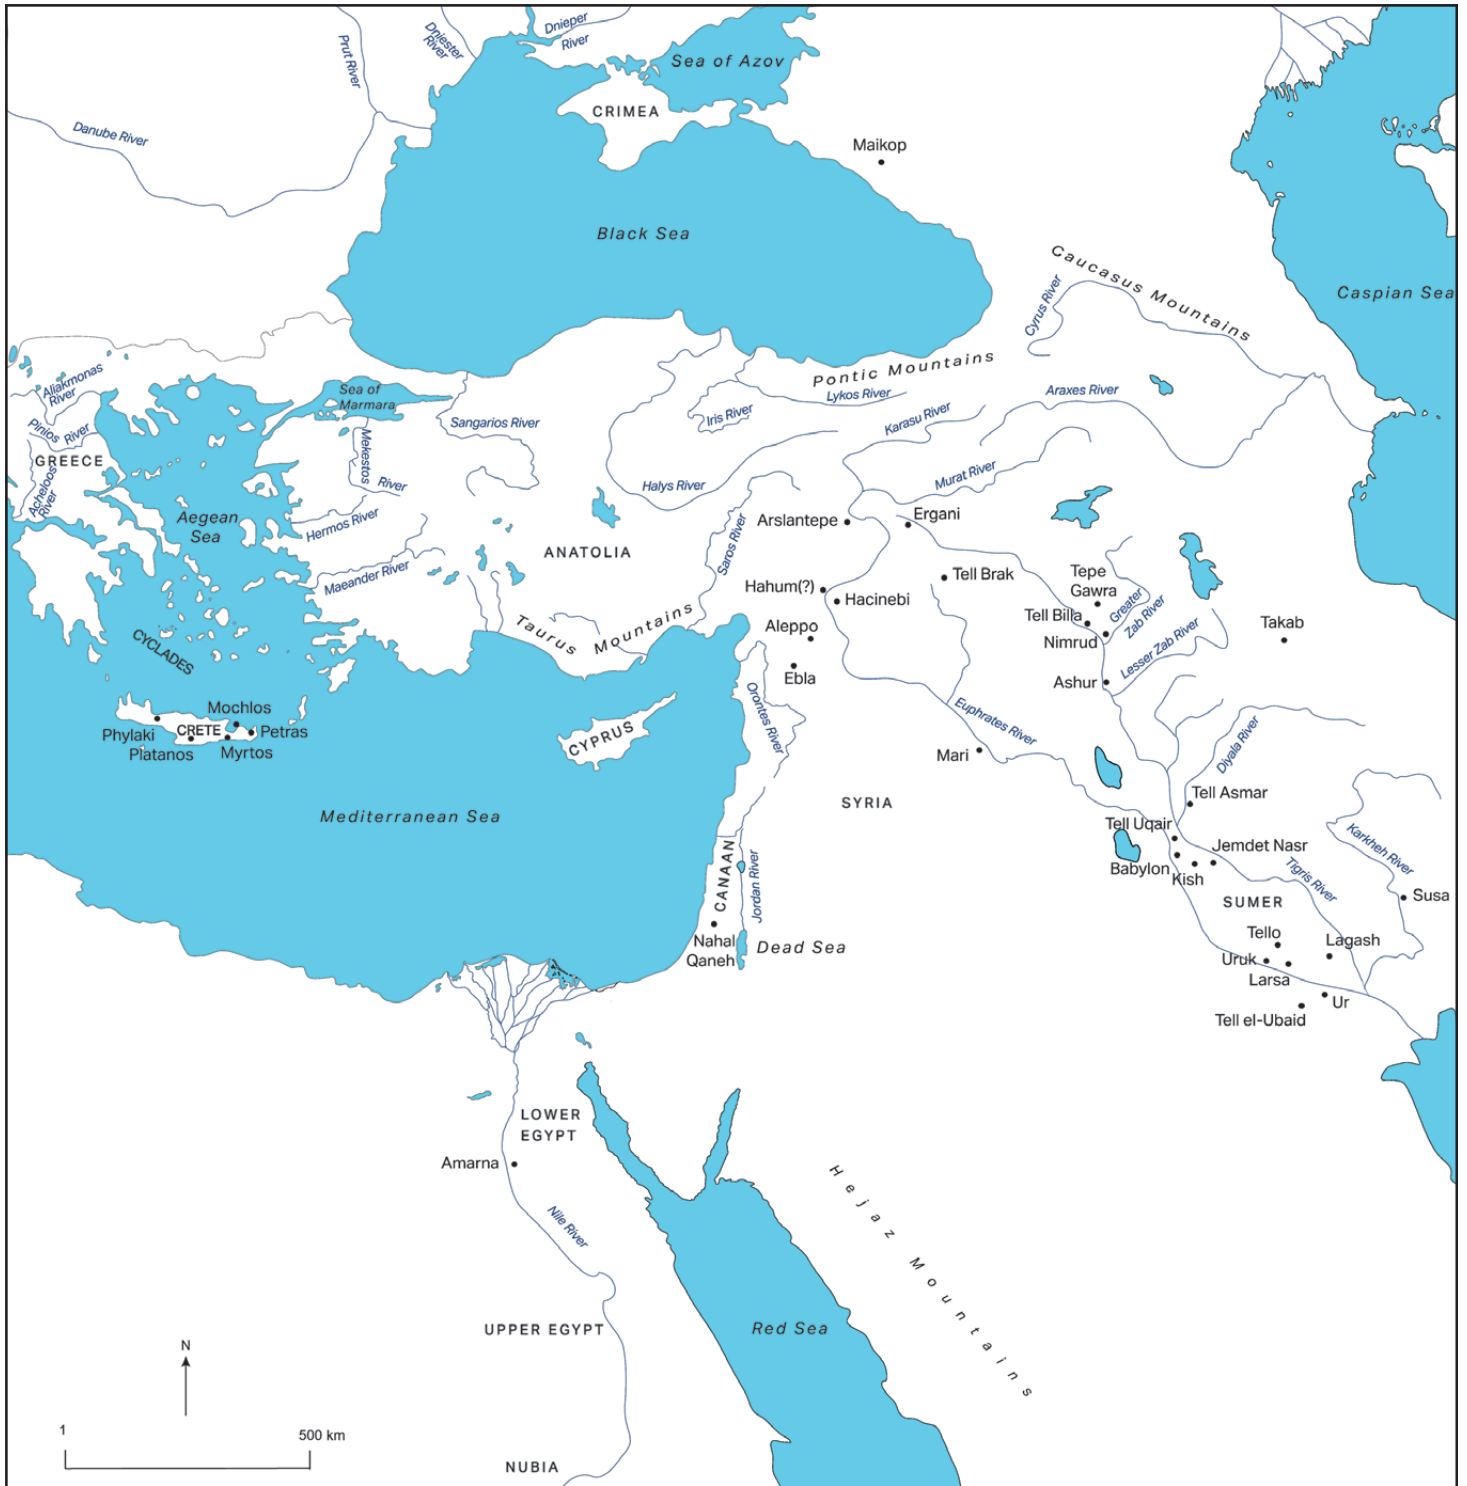 Prut River
Dniester
River
Dnieper
River
Sea of Azov
CRIMEA
Danube River
Maikop
Black Sea
Caucasus Mountains
Caspian Sea
Cyrus River
Pontic Mountains
Aliakmonas
River
Sea of
Marmara
Lykos River
Araxes River
Iris River
Karasu River
Pinios River
Sangarios River
GREECE
Mekestos
River
Acheloos
River
Halys River
Murat River
Aegean
Sea
Hermos River
Arslantepe
Ergani
Saros River
ANATOLIA
Maeander River
Hahum(?)
Hacinebi
Tell Brak
Tepe
Gawra
Greater
Zab River
Tell Billa
Nimrud
Lesser Zab River
Takab
Taurus Mountains
Aleppo
Ebla
CYCLADES
Ashur
Orontes River
Euphrates River
Mochlos
Phylaki
CRETE
Petras
Platanos
Myrtos
CYPRUS
Mari
Diyala River
Tell Asmar
SYRIA
Mediterranean Sea
Tell Uqair
Karkheh River
Jemdet Nasr
Babylon
Kish
Tigris River
CANAAN
Jordan River
SUMER
Susa
Nahal
Qaneh
Dead Sea
Tello
Lagash
Uruk
Larsa
Ur
Tell el-Ubaid
LOWER
EGYPT
Amarna
Nile River
Hejaz Mountains
UPPER EGYPT
Red Sea
N
1
500 km
NUBIA